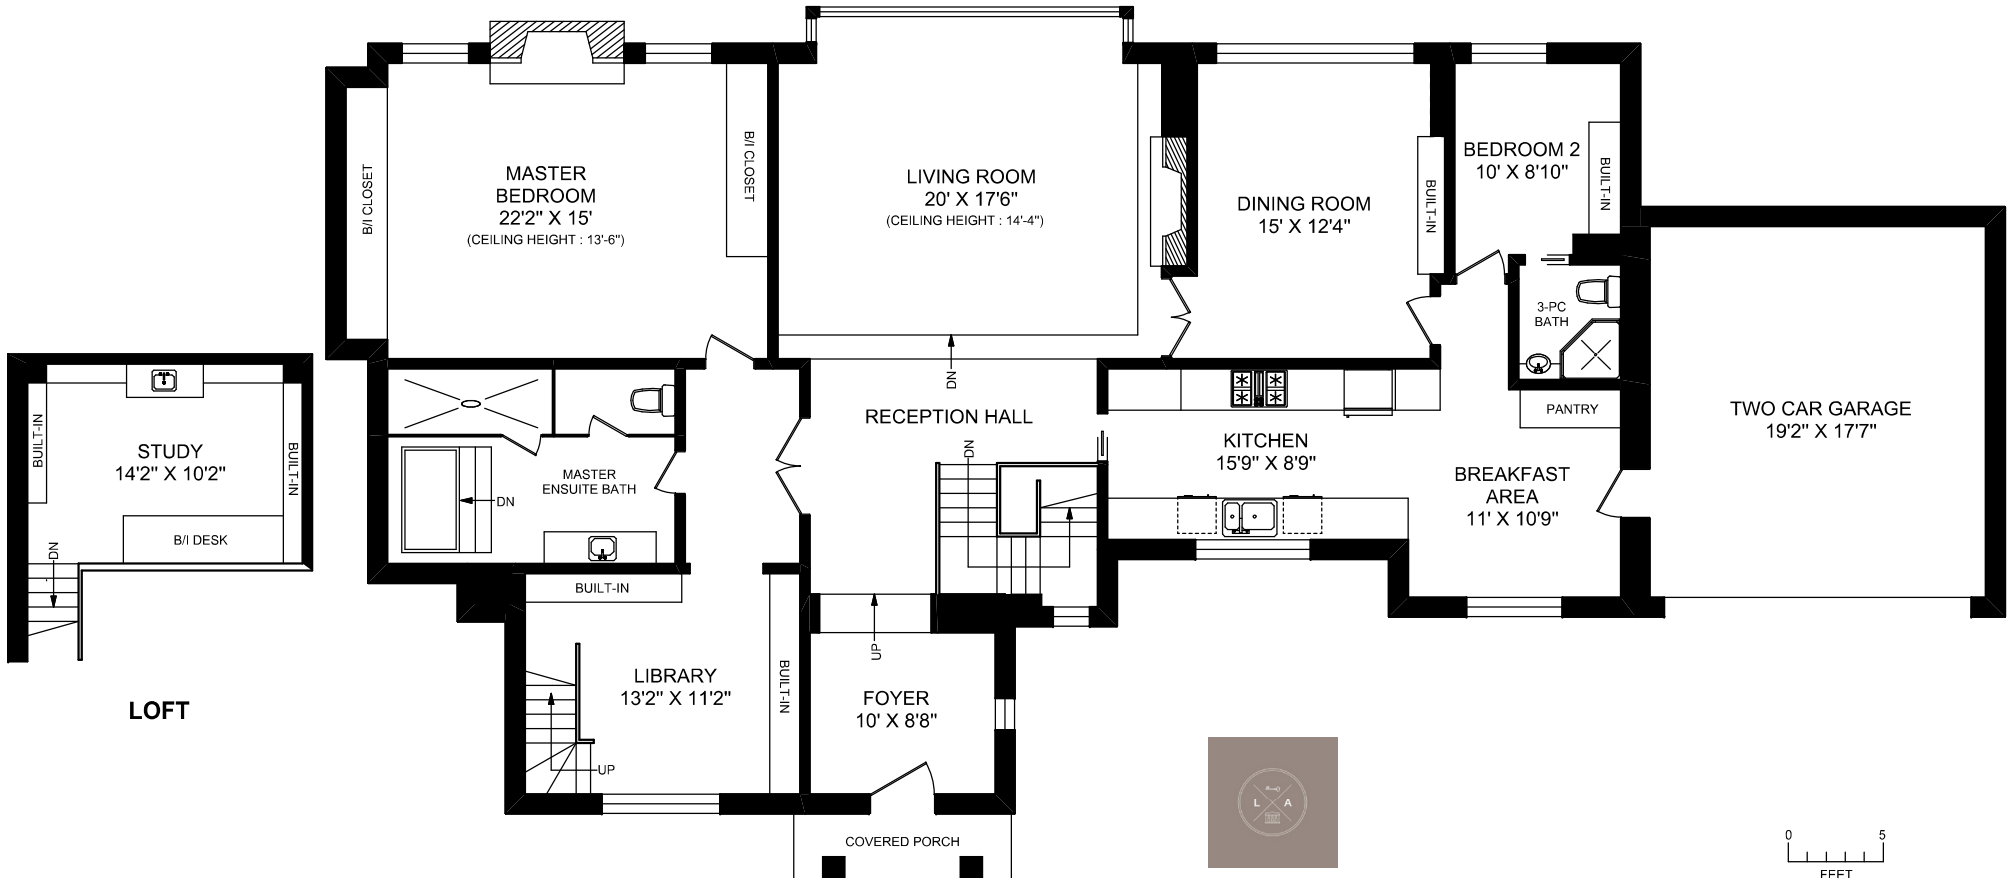 B/I CLOSET
MASTER
BEDROOM
22'2" X 15'
(CEILING HEIGHT : 13'-6")
B/I CLOSET
LIVING ROOM
20' X 17'6"
(CEILING HEIGHT : 14'-4")
DN
DINING ROOM
15' X 12'4"
BUILT-IN
BEDROOM 2
10' X 8'10"
BUILT-IN
3-PC
BATH
TWO CAR GARAGE
19'2" X 17'7"
PANTRY
BREAKFAST
AREA
11' X 10'9"
KITCHEN
15'9" X 8'9"
RECEPTION HALL
DN
MASTER
ENSUITE BATH
DN
BUILT-IN
STUDY
14'2" X 10'2"
BUILT-IN
B/I DESK
DN
LOFT
BUILT-IN
LIBRARY
13'2" X 11'2"
BUILT-IN
UP
UP
FOYER
10' X 8'8"
COVERED PORCH
L A
0 5
FEET